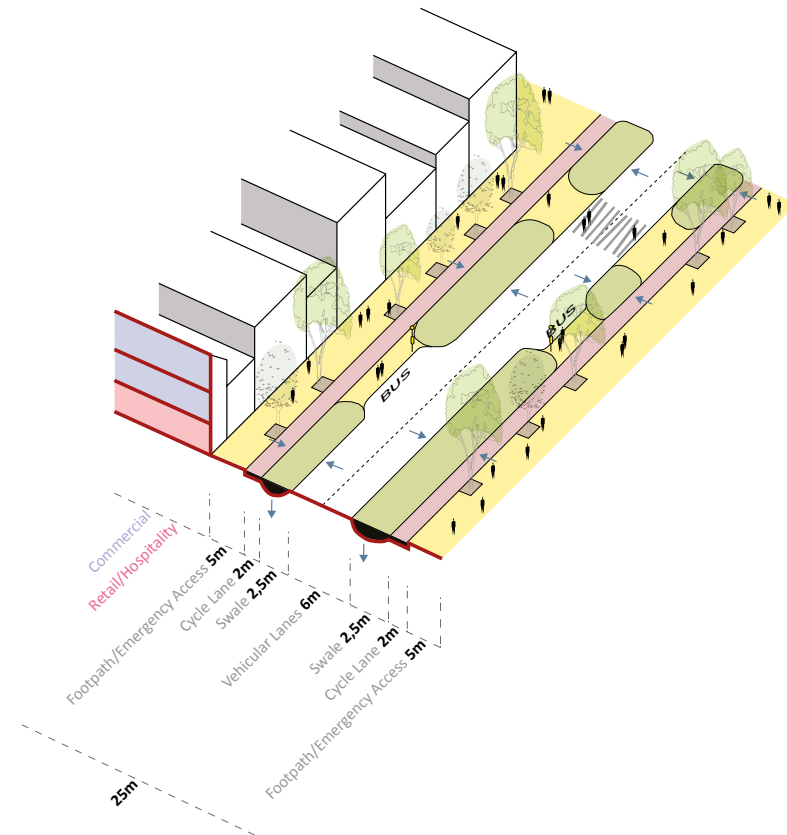 BUS
BUS
Commercial
Retail/Hospitality
Footpath/Emergency Access 5m
Cycle Lane 2m
Swale 2,5m
Vehicular Lanes 6m
Swale 2,5m
Cycle Lane 2m
Footpath/Emergency Access 5m
25m